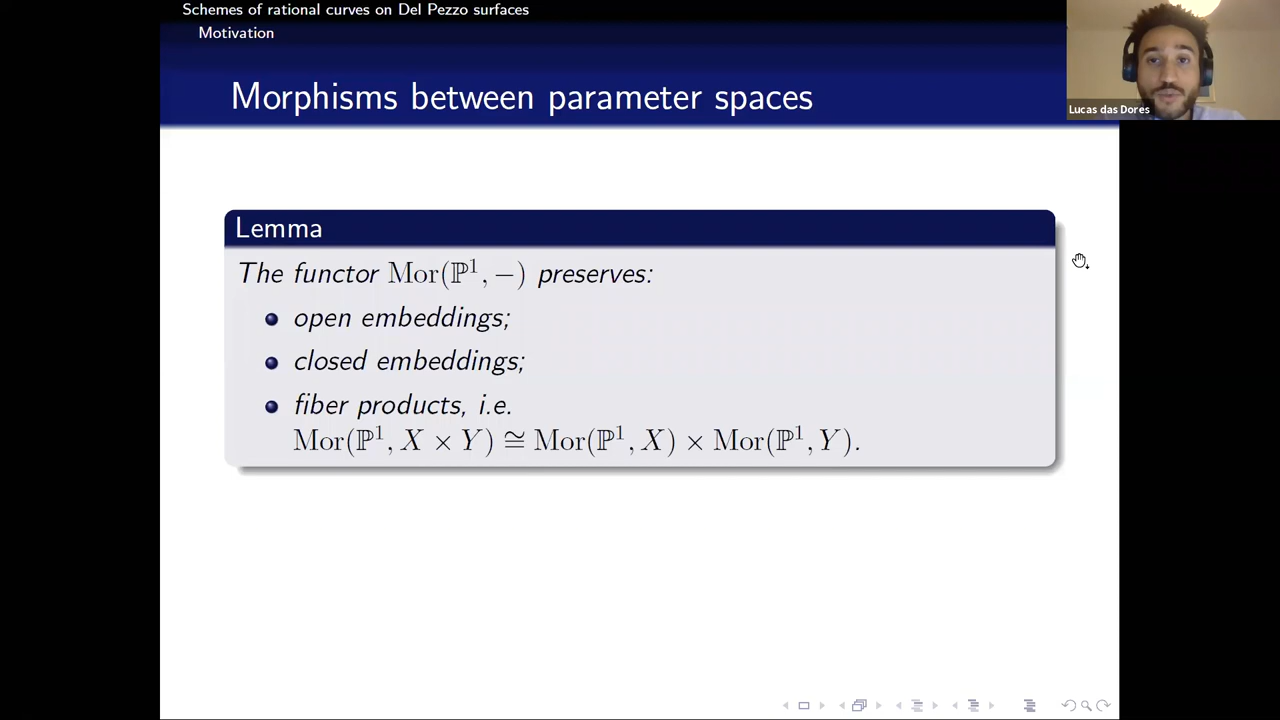 Schemes of rational curves on Del Pezzo surfaces
Motivation
Morphisms between parameter spaces
Lucas das Dores
Lemma
The functor Mor(ℙ¹, −) preserves:
open embeddings;
closed embeddings;
fiber products, i.e.
Mor(ℙ¹, X × Y) ≅ Mor(ℙ¹, X) × Mor(ℙ¹, Y).